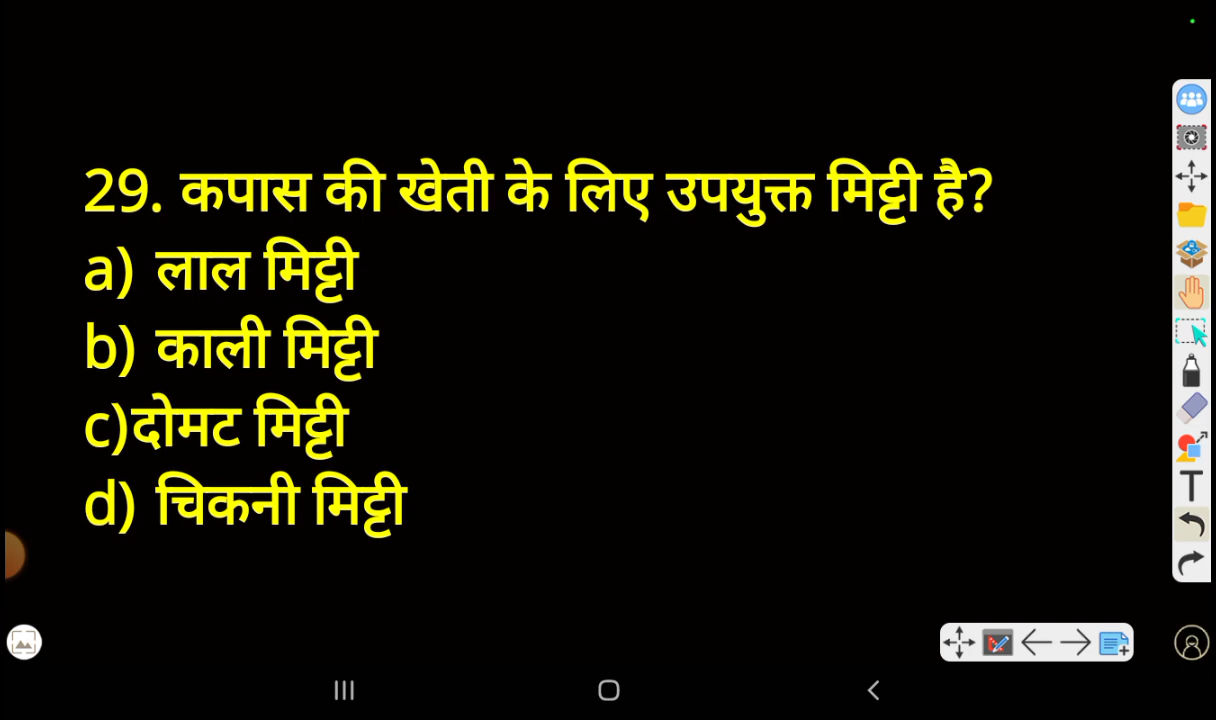 29. कपास की खेती के लिए उपयुक्त मिट्टी है?
a) लाल मिट्टी
b) काली मिट्टी
c)दोमट मिट्टी
d) चिकनी मिट्टी